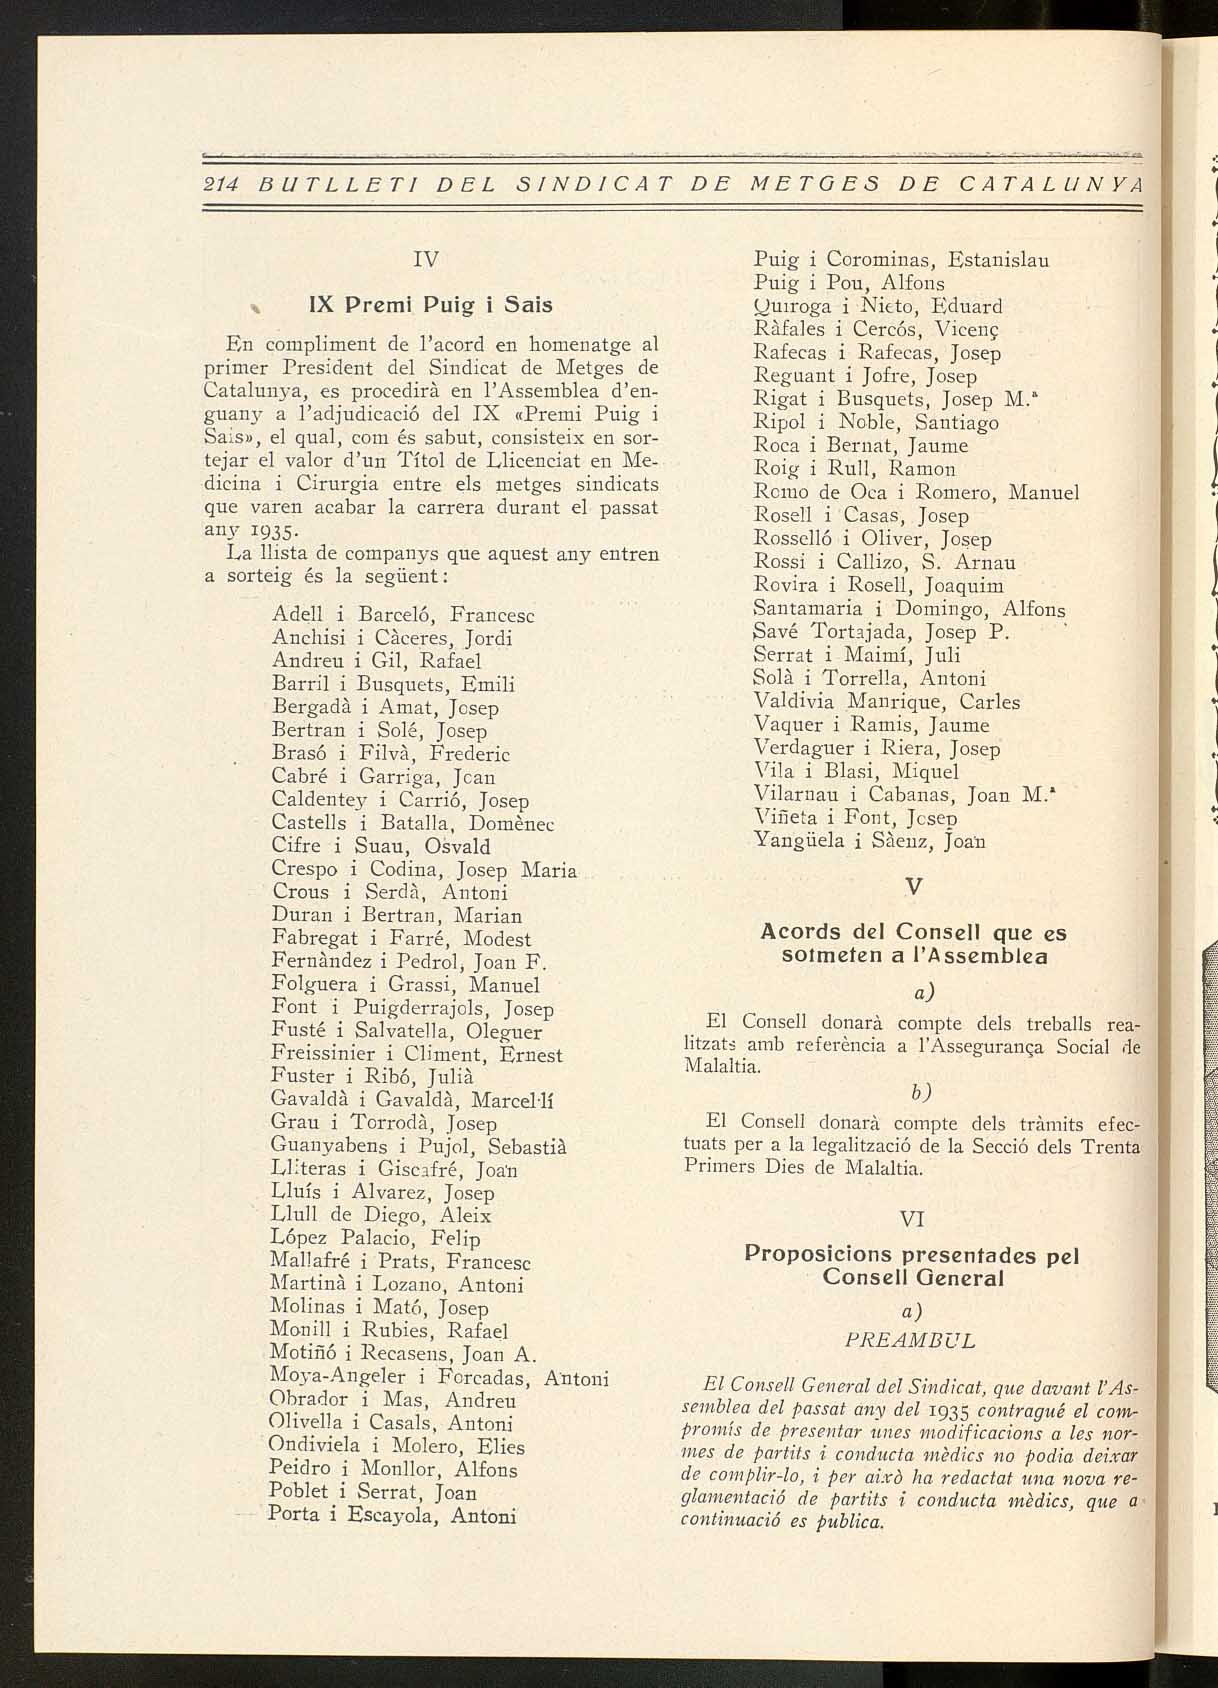 214 BUTLLETI DEL SINDICAT DE METGES DE CATALUNYA
IV
IX Premi Puig i Sais
En compliment de l'acord en homenatge al
primer President del Sindicat de Metges de
Catalunya, es procedirà en l'Assemblea d'en-
guany a l'adjudicació del IX «Premi Puig i
Sais», el qual, com és sabut, consisteix en sor-
tejar el valor d'un Títol de Llicenciat en Me-
dicina i Cirurgia entre els metges sindicats
que varen acabar la carrera durant el passat
any 1935.
La llista de companys que aquest any entren
a sorteig és la següent:
Adell i Barceló, Francesc
Anchisi i Càceres, Jordi
Andreu i Gil, Rafael
Barril i Busquets, Emili
Bergadà i Amat, Josep
Bertran i Solé, Josep
Brasó i Filvà, Frederic
Cabré i Garriga, Joan
Caldentey i Carrió, Josep
Castells i Batalla, Domènec
Cifre i Suau, Osvald
Crespo i Codina, Josep Maria
Crous i Serdà, Antoni
Duran i Bertran, Marian
Fabregat i Farré, Modest
Fernàndez i Pedrol, Joan F.
Folguera i Grassi, Manuel
Font i Puigderrajols, Josep
Fusté i Salvatella, Oleguer
Freissinier i Climent, Ernest
Fuster i Ribó, Julià
Gavaldà i Gavaldà, Marcel·lí
Grau i Torrodà, Josep
Guanyabens i Pujol, Sebastià
Lliteras i Giscafré, Joan
Lluís i Alvarez, Josep
Llull de Diego, Aleix
López Palacio, Felip
Mallafré i Prats, Francesc
Martinà i Lozano, Antoni
Molinas i Mató, Josep
Monill i Rubies, Rafael
Motiñó i Recasens, Joan A.
Moya-Angeler i Forcadas, Antoni
Obrador i Mas, Andreu
Olivella i Casals, Antoni
Ondiviela i Molero, Elies
Peidro i Monllor, Alfons
Poblet i Serrat, Joan
Porta i Escayola, Antoni
Puig i Corominas, Estanislau
Puig i Pou, Alfons
Quiroga i Nieto, Eduard
Ràfales i Cercós, Vicenç
Rafecas i Rafecas, Josep
Reguant i Jofre, Josep
Rigat i Busquets, Josep M.ª
Ripol i Noble, Santiago
Roca i Bernat, Jaume
Roig i Rull, Ramon
Romo de Oca i Romero, Manuel
Rosell i Casas, Josep
Rosselló i Oliver, Josep
Rossi i Callizo, S. Arnau
Rovira i Rosell, Joaquim
Santamaria i Domingo, Alfons
Savé Tortajada, Josep P.
Serrat i Maimí, Juli
Solà i Torrella, Antoni
Valdivia Manrique, Carles
Vaquer i Ramis, Jaume
Verdaguer i Riera, Josep
Vila i Blasi, Miquel
Vilarnau i Cabanas, Joan M.ª
Viñeta i Font, Josep
Yangüela i Sàenz, Joan
V
Acords del Consell que es
sotmeten a l'Assemblea
a)
El Consell donarà compte dels treballs rea-
litzats amb referència a l'Assegurança Social de
Malaltia.
b)
El Consell donarà compte dels tràmits efec-
tuats per a la legalització de la Secció dels Trenta
Primers Dies de Malaltia.
VI
Proposicions presentades pel
Consell General
a)
PREAMBUL
El Consell General del Sindicat, que davant l'As-
semblea del passat any del 1935 contragué el com-
promís de presentar unes modificacions a les nor-
mes de partits i conducta mèdics no podia deixar
de complir-lo, i per això ha redactat una nova re-
glamentació de partits i conducta mèdics, que a
continuació es publica.